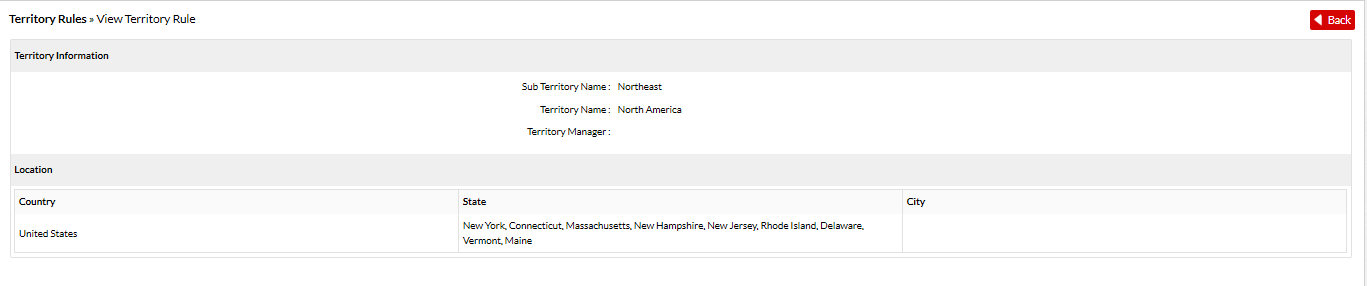 Territory Rules » View Territory Rule
Back
Territory Information
Sub Territory Name : Northeast
Territory Name : North America
Territory Manager :
Location
Country State City
United States
New York, Connecticut, Massachusetts, New Hampshire, New Jersey, Rhode Island, Delaware,
Vermont, Maine